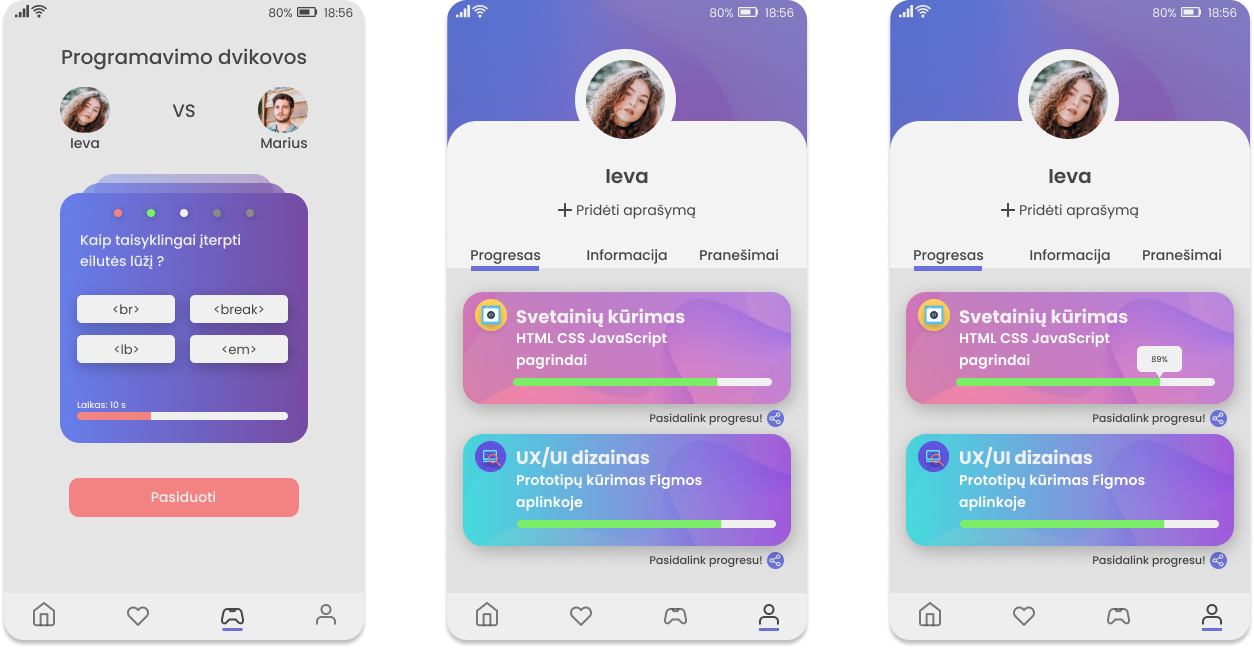 80% 18:56
Programavimo dvikovos
VS
Ieva
Marius
Kaip taisyklingai įterpti
eilutės lūžį ?
<br>
<break>
<lb>
<em>
Laikas: 10 s
Pasiduoti
80% 18:56
Ieva
Pridėti aprašymą
Progresas
Informacija
Pranešimai
Svetainių kūrimas
HTML CSS JavaScript
pagrindai
Pasidalink progresu!
UX/UI dizainas
Prototipų kūrimas Figmos
aplinkoje
Pasidalink progresu!
80% 18:56
Ieva
Pridėti aprašymą
Progresas
Informacija
Pranešimai
Svetainių kūrimas
HTML CSS JavaScript
pagrindai
89%
Pasidalink progresu!
UX/UI dizainas
Prototipų kūrimas Figmos
aplinkoje
Pasidalink progresu!